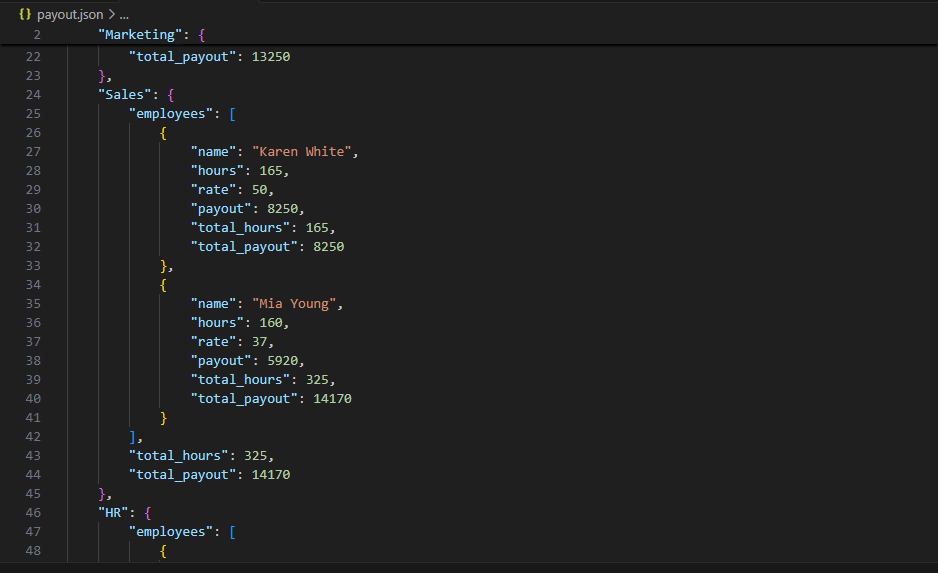 {} payout.json > ...
2 "Marketing": {
22 "total_payout": 13250
23 },
24 "Sales": {
25 "employees": [
26 {
27 "name": "Karen White",
28 "hours": 165,
29 "rate": 50,
30 "payout": 8250,
31 "total_hours": 165,
32 "total_payout": 8250
33 },
34 {
35 "name": "Mia Young",
36 "hours": 160,
37 "rate": 37,
38 "payout": 5920,
39 "total_hours": 325,
40 "total_payout": 14170
41 }
42 ],
43 "total_hours": 325,
44 "total_payout": 14170
45 },
46 "HR": {
47 "employees": [
48 {